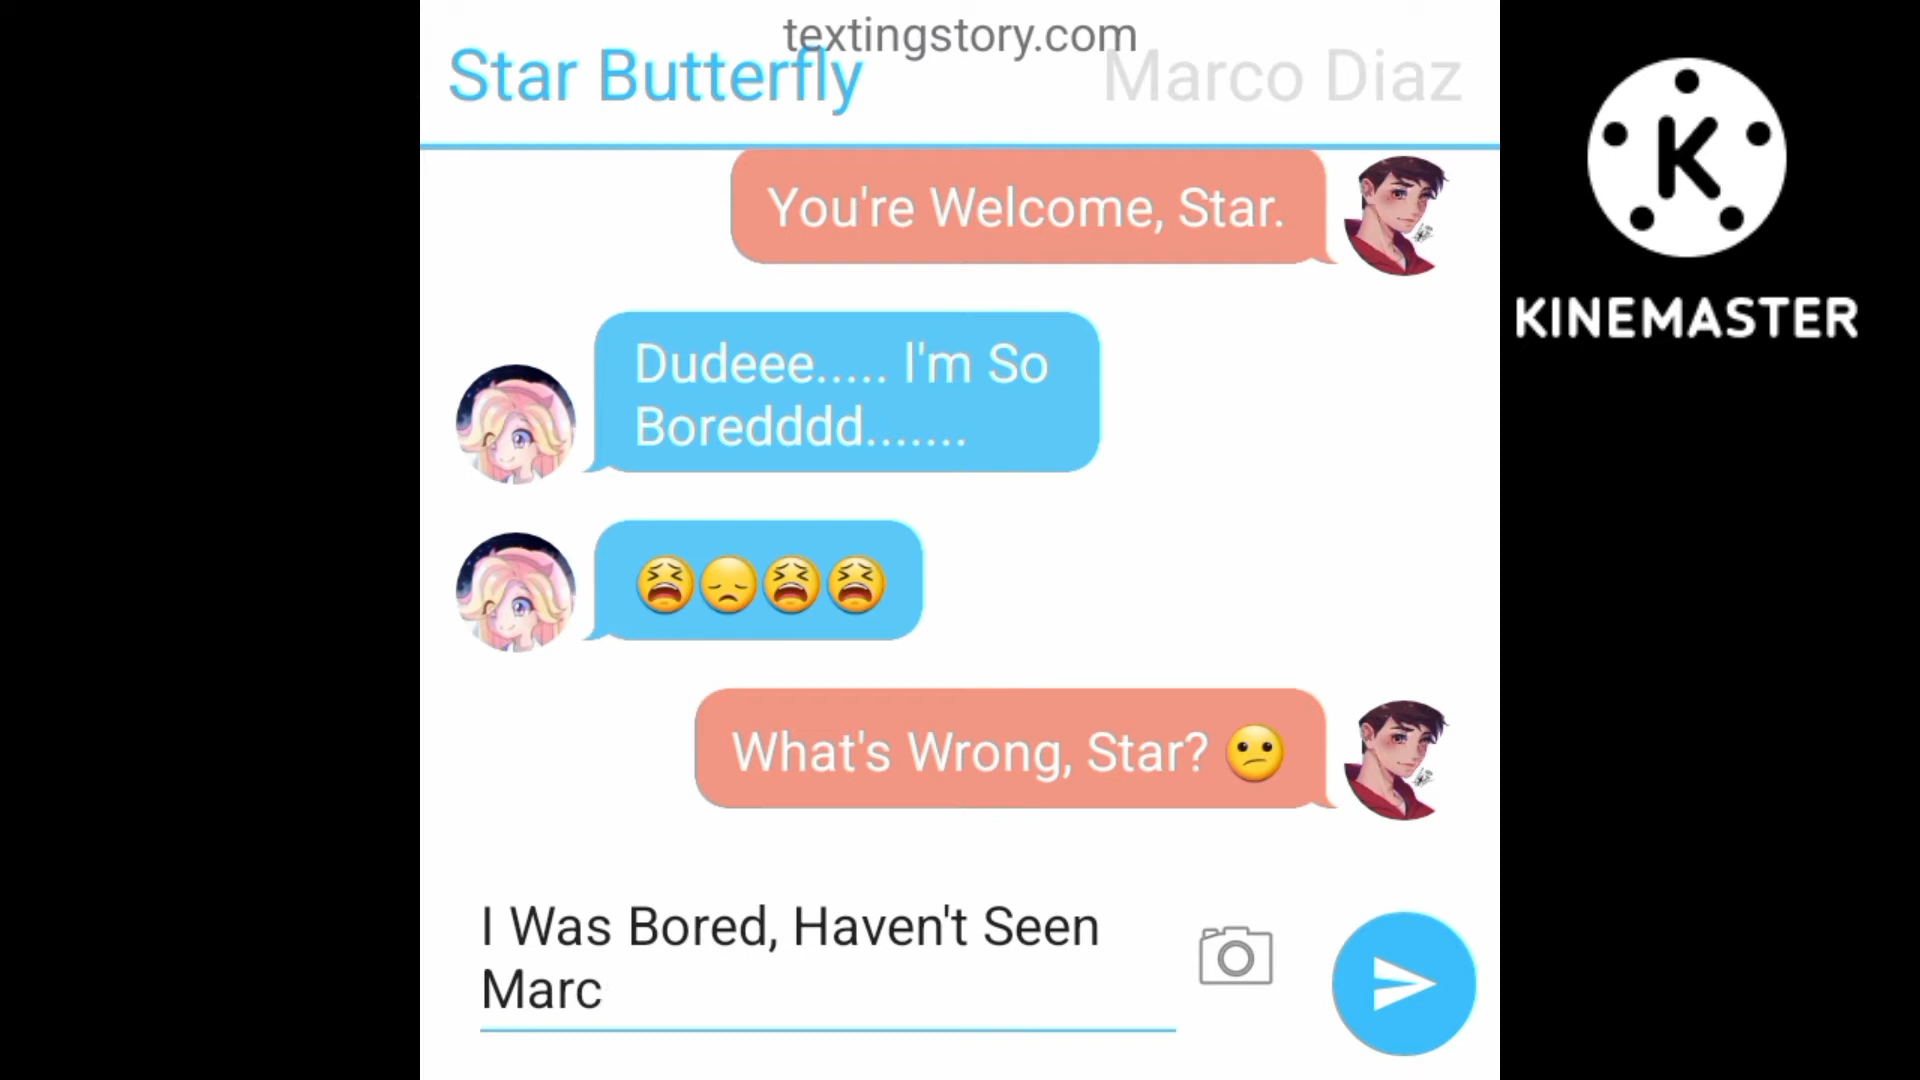 textingstory.com
Star Butterfly
Marco Diaz
K
KINEMASTER
You're Welcome, Star.
Dudeee..... I'm So
Boredddd.......
😫😞😫😫
What's Wrong, Star? 😕
I Was Bored, Haven't Seen
Marc